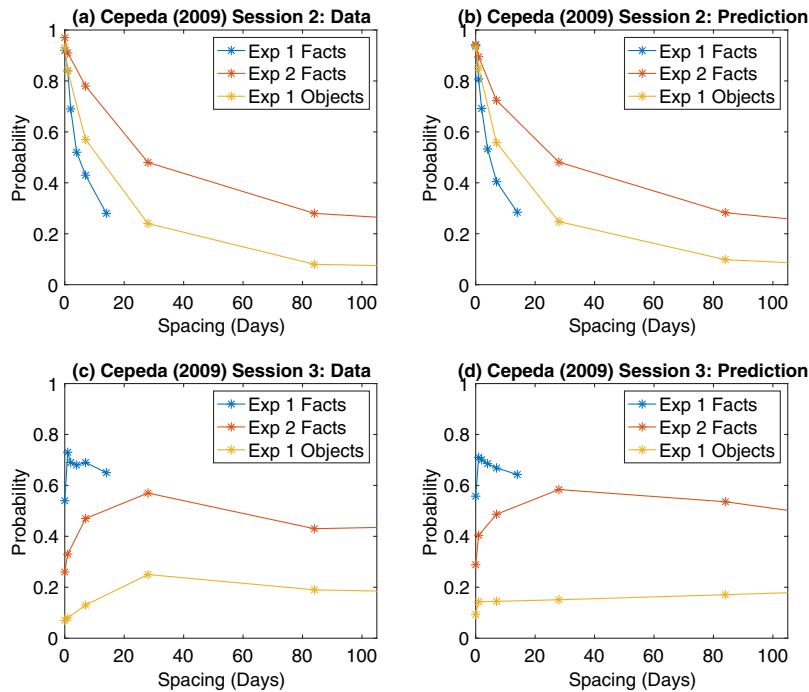 (a) Cepeda (2009) Session 2: Data
1
0.8
0.6
0.4
0.2
0
Probability
Exp 1 Facts
Exp 2 Facts
Exp 1 Objects
0 20 40 60 80 100
Spacing (Days)
(b) Cepeda (2009) Session 2: Prediction
1
0.8
0.6
0.4
0.2
0
Probability
Exp 1 Facts
Exp 2 Facts
Exp 1 Objects
0 20 40 60 80 100
Spacing (Days)
(c) Cepeda (2009) Session 3: Data
1
0.8
0.6
0.4
0.2
0
Probability
Exp 1 Facts
Exp 2 Facts
Exp 1 Objects
0 20 40 60 80 100
Spacing (Days)
(d) Cepeda (2009) Session 3: Prediction
1
0.8
0.6
0.4
0.2
0
Probability
Exp 1 Facts
Exp 2 Facts
Exp 1 Objects
0 20 40 60 80 100
Spacing (Days)